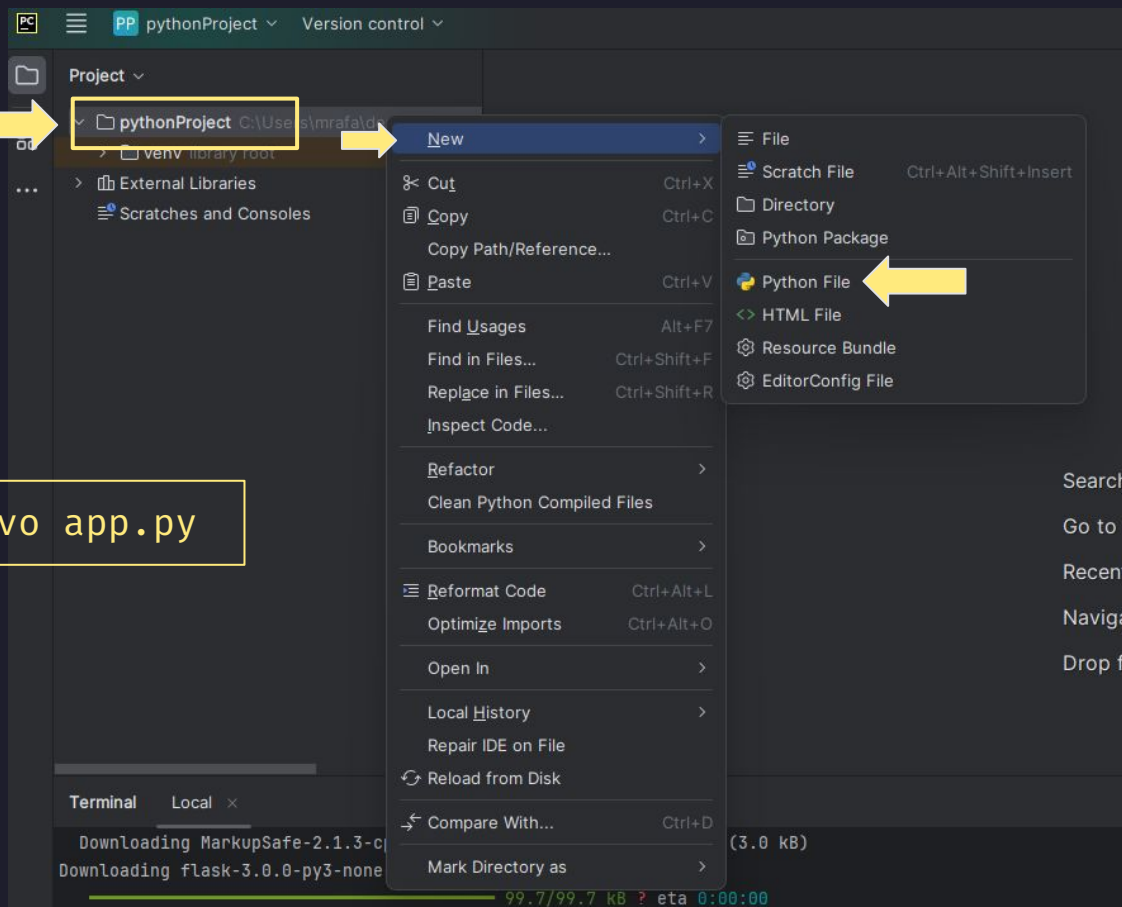 PC
PP pythonProject Version control
Project
pythonProject C:\Users\mrafa\de
venv library root
External Libraries
Scratches and Consoles
New
Cut Ctrl+X
Copy Ctrl+C
Copy Path/Reference...
Paste Ctrl+V
Find Usages Alt+F7
Find in Files... Ctrl+Shift+F
Replace in Files... Ctrl+Shift+R
Inspect Code...
Refactor
Clean Python Compiled Files
Bookmarks
Reformat Code Ctrl+Alt+L
Optimize Imports Ctrl+Alt+O
Open In
Local History
Repair IDE on File
Reload from Disk
Compare With... Ctrl+D
Mark Directory as
File
Scratch File Ctrl+Alt+Shift+Insert
Directory
Python Package
Python File
HTML File
Resource Bundle
EditorConfig File
vo app.py
Search
Go to
Recen
Naviga
Drop f
Terminal Local ×
Downloading MarkupSafe-2.1.3-c (3.0 kB)
Downloading flask-3.0.0-py3-none
99.7/99.7 kB ? eta 0:00:00